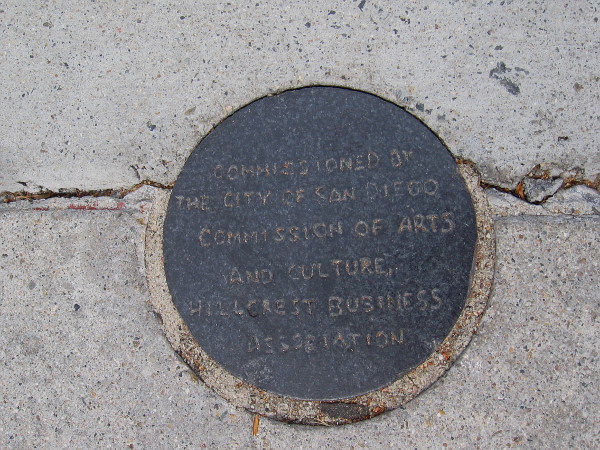 COMMISSIONED BY
THE CITY OF SAN DIEGO
COMMISSION OF ARTS
AND CULTURE,
HILLCREST BUSINESS
ASSOCIATION